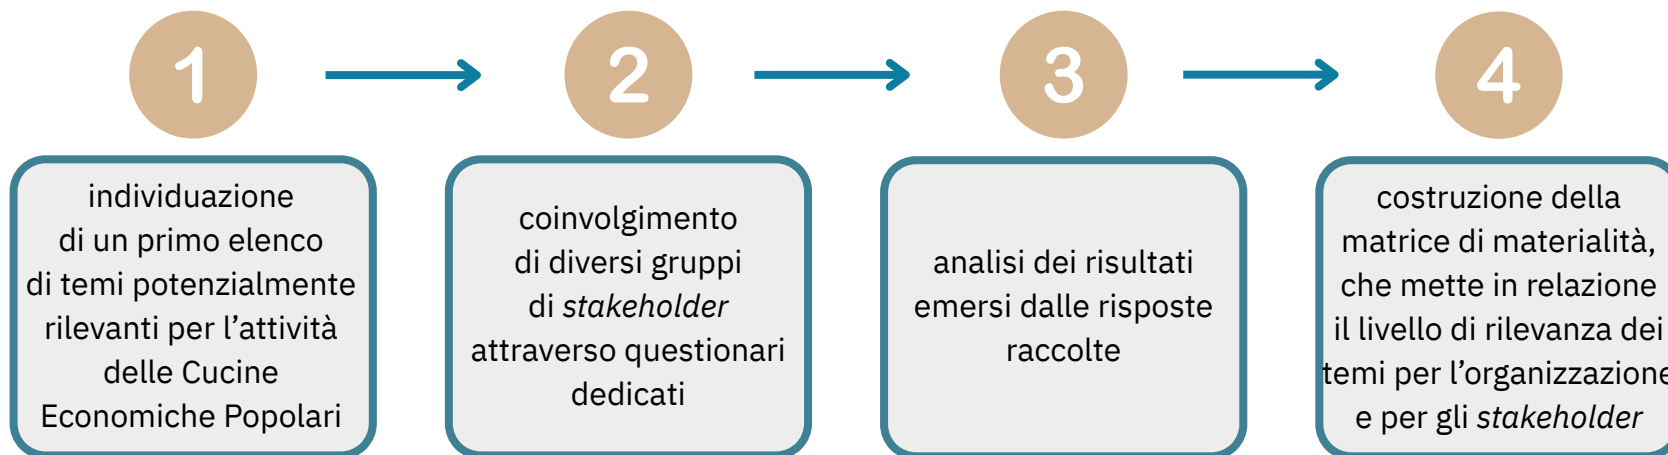 1
individuazione
di un primo elenco
di temi potenzialmente
rilevanti per l’attività
delle Cucine
Economiche Popolari
2
coinvolgimento
di diversi gruppi
di stakeholder
attraverso questionari
dedicati
3
analisi dei risultati
emersi dalle risposte
raccolte
4
costruzione della
matrice di materialità,
che mette in relazione
il livello di rilevanza dei
temi per l’organizzazione
e per gli stakeholder